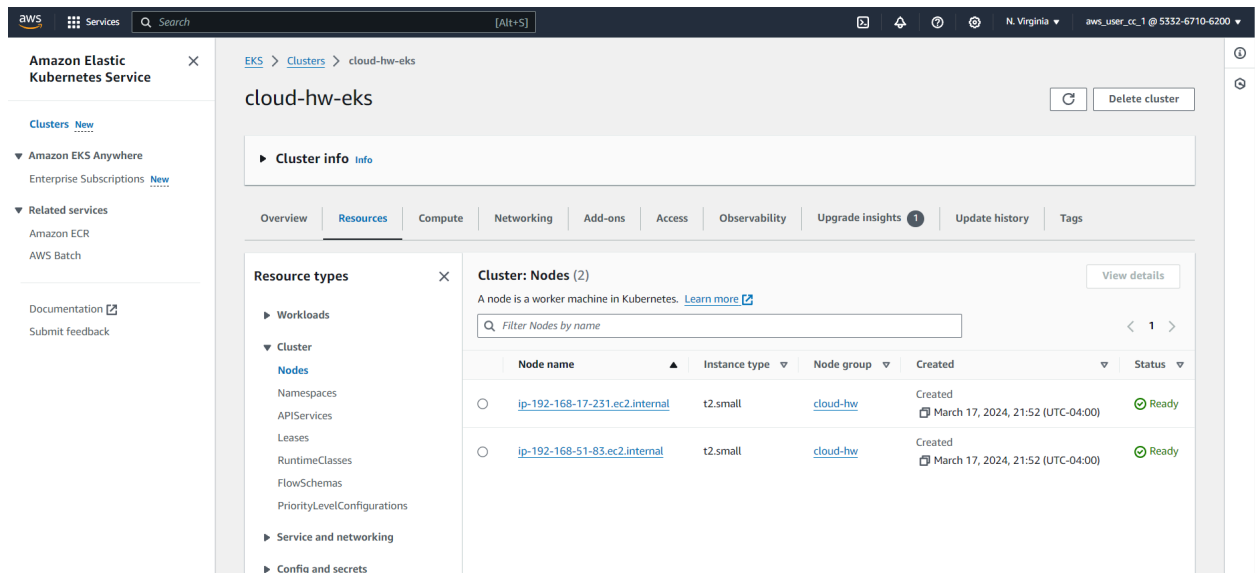 aws
Services
Search
[Alt+S]
N. Virginia
aws_user_cc_1 @ 5332-6710-6200
Amazon Elastic
Kubernetes Service
Clusters New
Amazon EKS Anywhere
Enterprise Subscriptions New
Related services
Amazon ECR
AWS Batch
Documentation
Submit feedback
EKS > Clusters > cloud-hw-eks
cloud-hw-eks
Delete cluster
Cluster info Info
Overview
Resources
Compute
Networking
Add-ons
Access
Observability
Upgrade insights 1
Update history
Tags
Resource types
Workloads
Cluster
Nodes
Namespaces
APIServices
Leases
RuntimeClasses
FlowSchemas
PriorityLevelConfigurations
Service and networking
Config and secrets
Cluster: Nodes (2)
View details
A node is a worker machine in Kubernetes. Learn more
Filter Nodes by name
1
Node name Instance type Node group Created Status
ip-192-168-17-231.ec2.internal t2.small cloud-hw Created March 17, 2024, 21:52 (UTC-04:00) Ready
ip-192-168-51-83.ec2.internal t2.small cloud-hw Created March 17, 2024, 21:52 (UTC-04:00) Ready